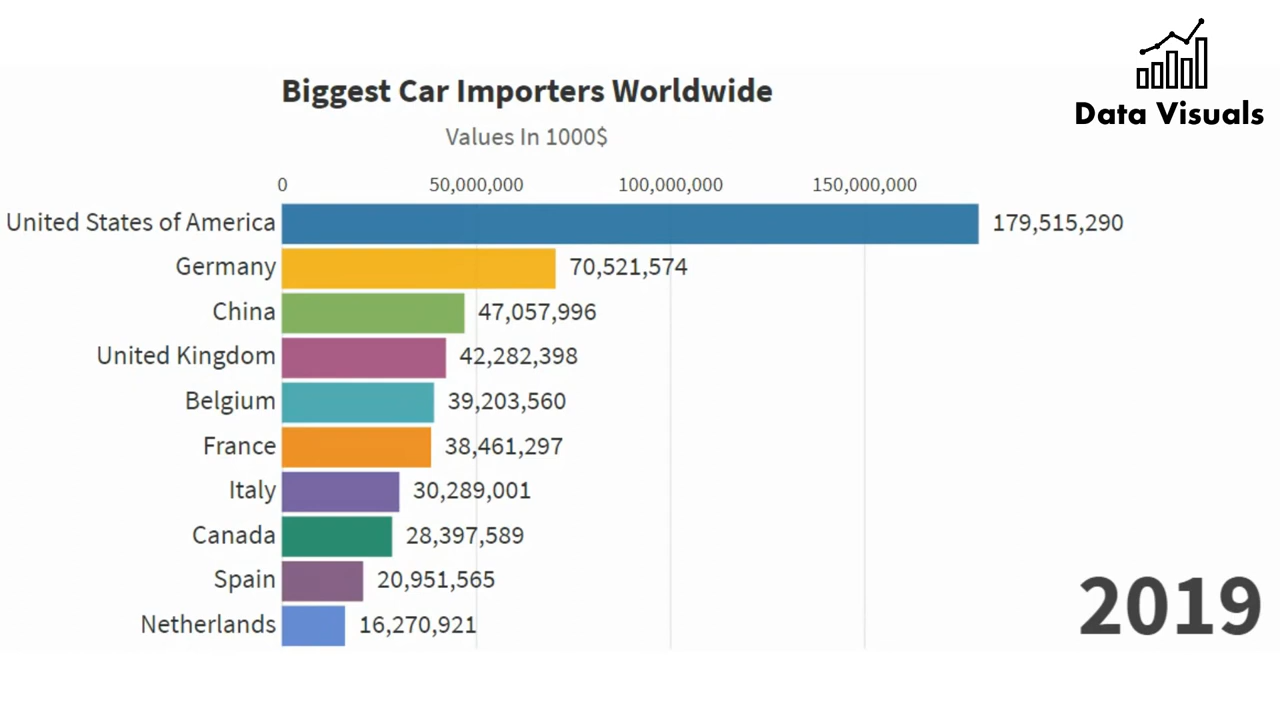 Data Visuals
Biggest Car Importers Worldwide
Values In 1000$
0 50,000,000 100,000,000 150,000,000
United States of America 179,515,290
Germany 70,521,574
China 47,057,996
United Kingdom 42,282,398
Belgium 39,203,560
France 38,461,297
Italy 30,289,001
Canada 28,397,589
Spain 20,951,565
Netherlands 16,270,921
2019